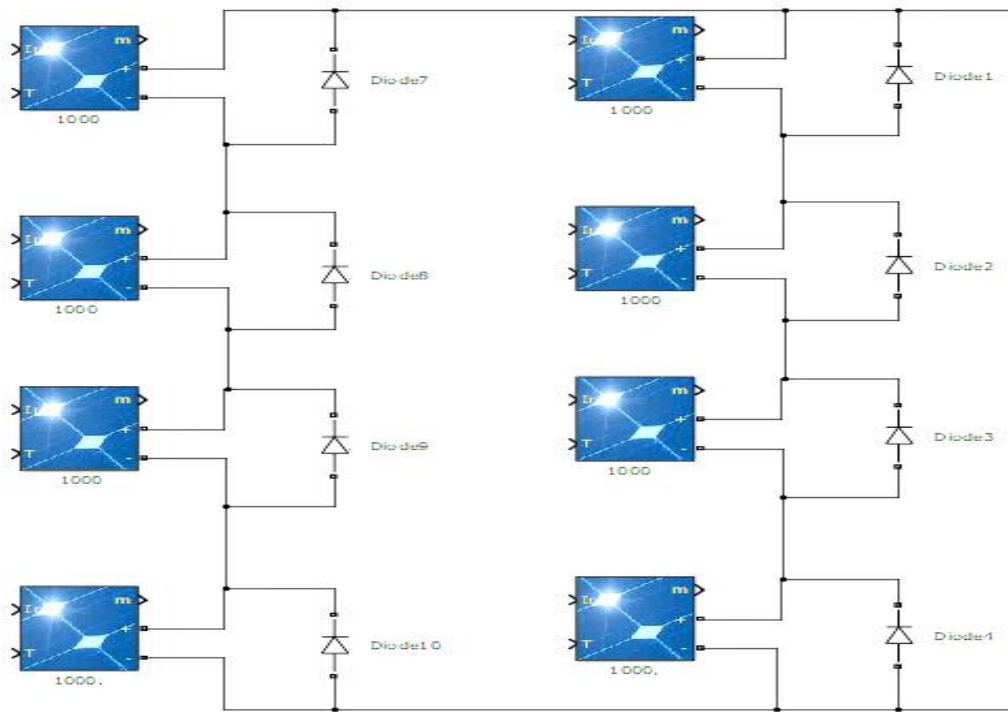 Ir m + T - 1000 Diode7 Ir m + T - 1000 Diode1
Ir m + T - 1000 Diode8 Ir m + T - 1000 Diode2
Ir m + T - 1000 Diode9 Ir m + T - 1000 Diode3
Ir m + T - 1000. Diode10 Ir m + T - 1000, Diode4